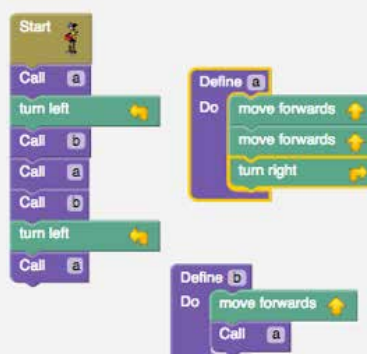 Start
Call a
turn left
Call b
Call a
Call b
turn left
Call a
Define a
Do move forwards
move forwards
turn right
Define b
Do move forwards
Call a